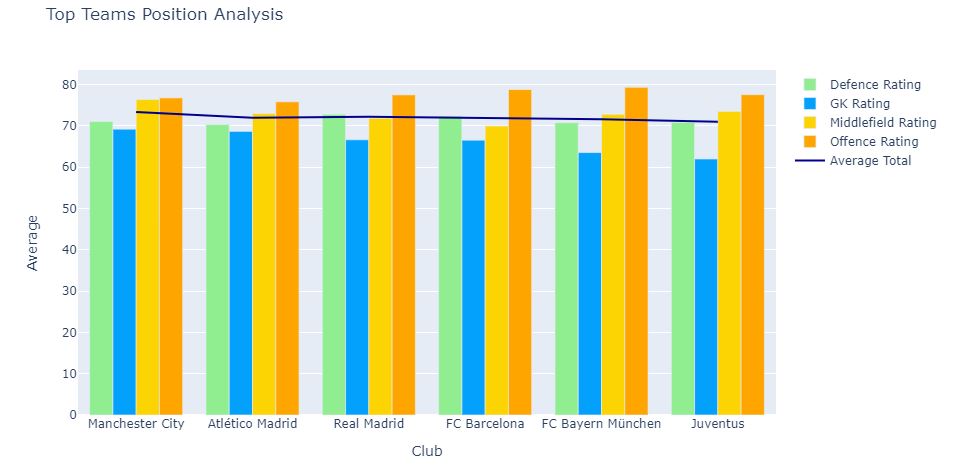 Top Teams Position Analysis
80
70
60
50
40
30
20
10
0
Average
Manchester City
Atlético Madrid
Real Madrid
FC Barcelona
FC Bayern München
Juventus
Club
Defence Rating
GK Rating
Middlefield Rating
Offence Rating
Average Total